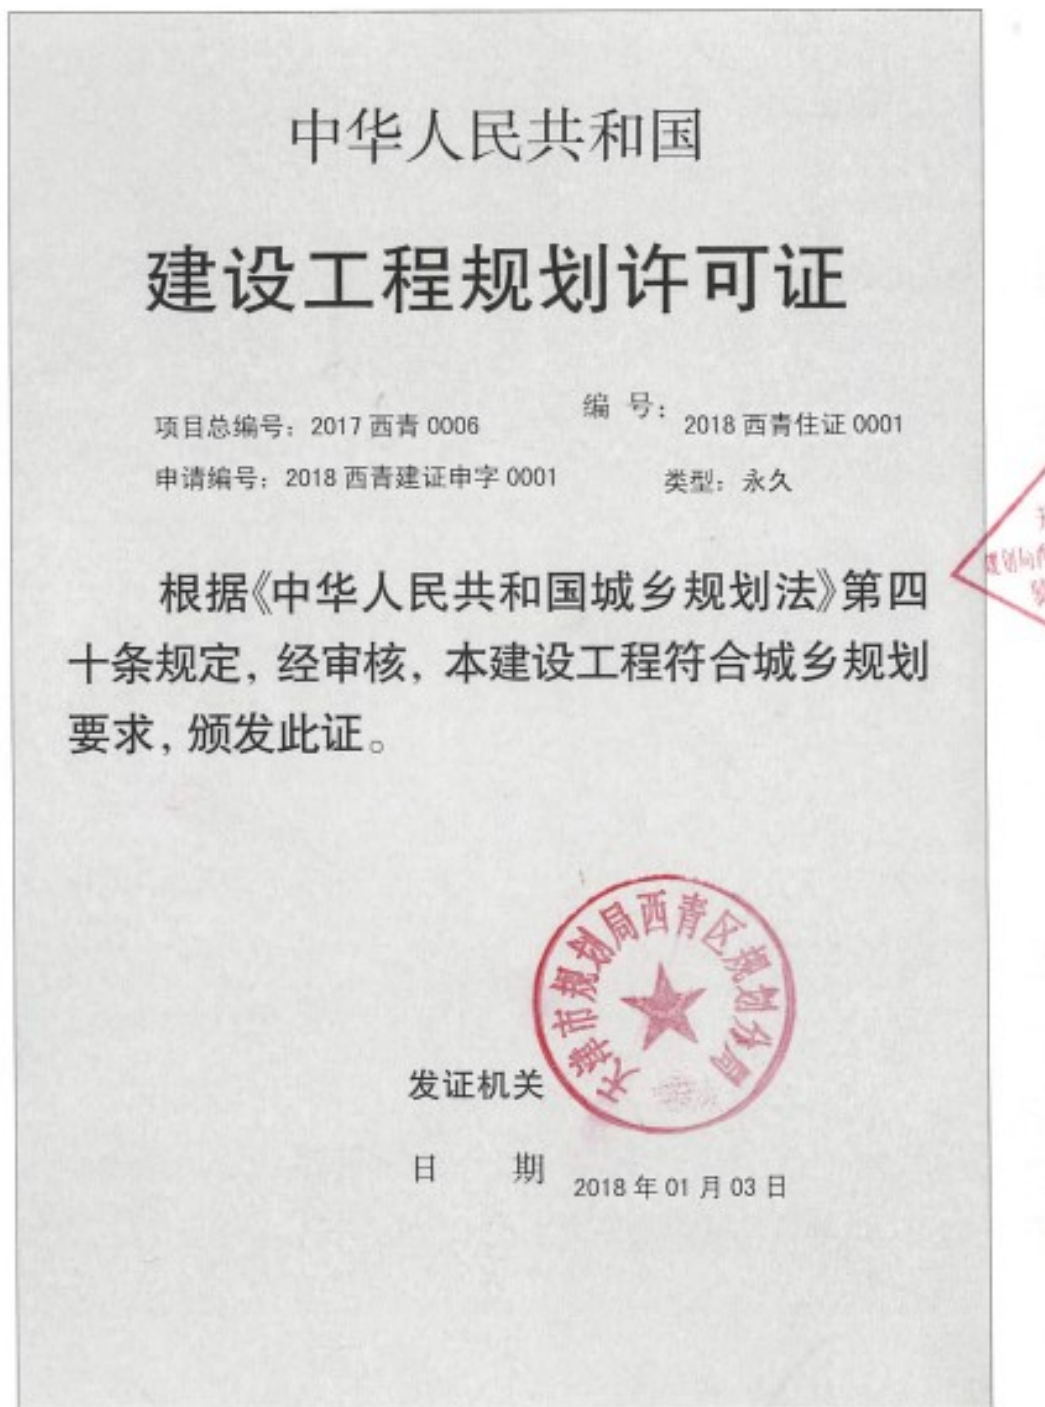 中华人民共和国
建设工程规划许可证
项目总编号：2017 西青 0006 编 号：2018 西青住证 0001
申请编号：2018 西青建证申字 0001 类型：永久
根据《中华人民共和国城乡规划法》第四
十条规定，经审核，本建设工程符合城乡规划
要求，颁发此证。
天津市规划局西青区规划分局
发证机关
日 期 2018 年 01 月 03 日